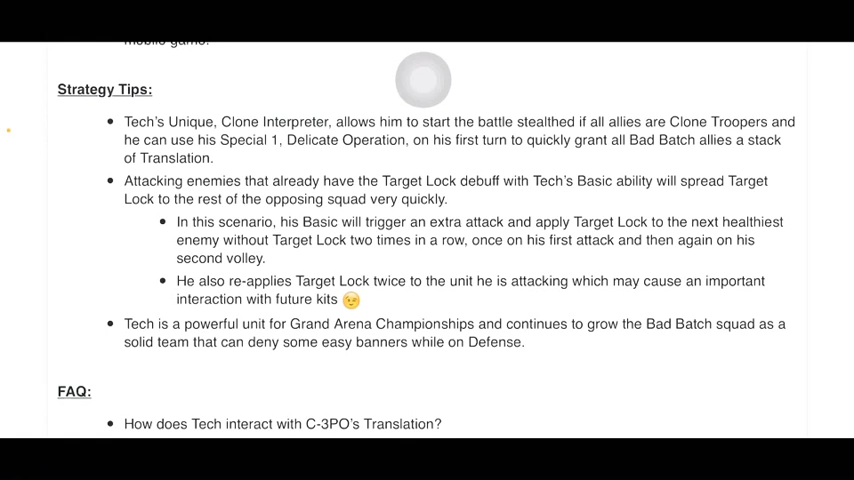 mobile game.
Strategy Tips:
• Tech's Unique, Clone Interpreter, allows him to start the battle stealthed if all allies are Clone Troopers and
he can use his Special 1, Delicate Operation, on his first turn to quickly grant all Bad Batch allies a stack
of Translation.
• Attacking enemies that already have the Target Lock debuff with Tech's Basic ability will spread Target
Lock to the rest of the opposing squad very quickly.
• In this scenario, his Basic will trigger an extra attack and apply Target Lock to the next healthiest
enemy without Target Lock two times in a row, once on his first attack and then again on his
second volley.
• He also re-applies Target Lock twice to the unit he is attacking which may cause an important
interaction with future kits 😉
• Tech is a powerful unit for Grand Arena Championships and continues to grow the Bad Batch squad as a
solid team that can deny some easy banners while on Defense.
FAQ:
• How does Tech interact with C-3PO's Translation?